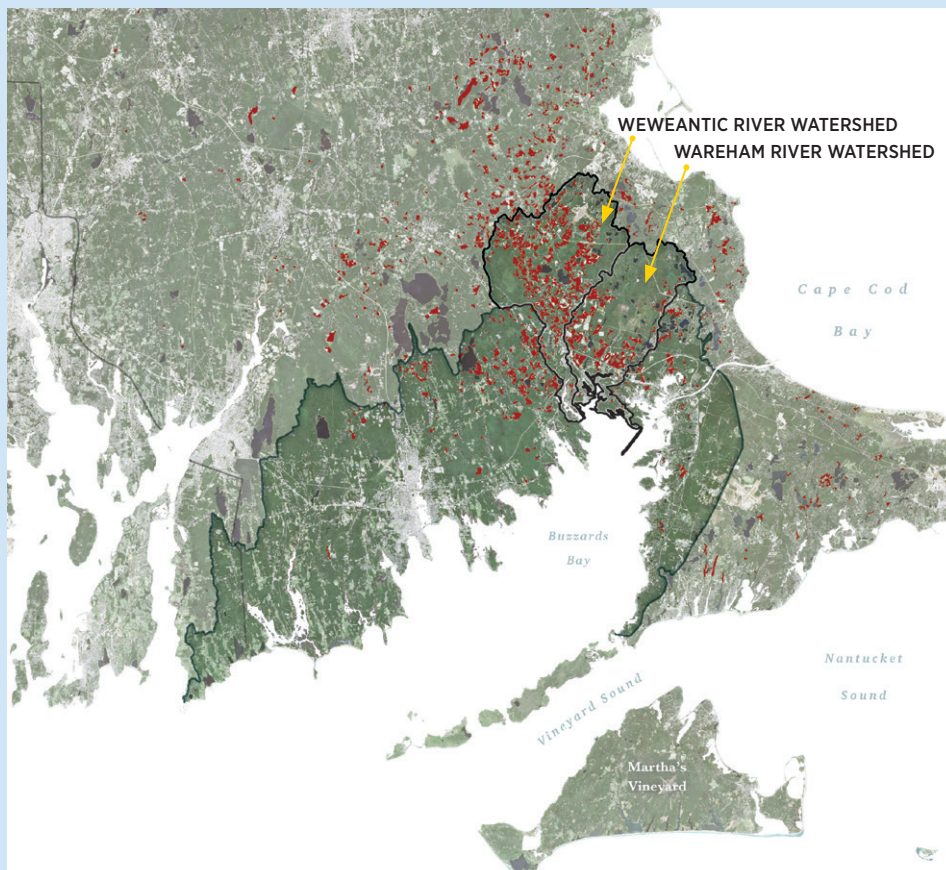 WEWEANTIC RIVER WATERSHED
WAREHAM RIVER WATERSHED
Cape Cod
Bay
Buzzards
Bay
Nantucket
Sound
Vineyard Sound
Martha's
Vineyard